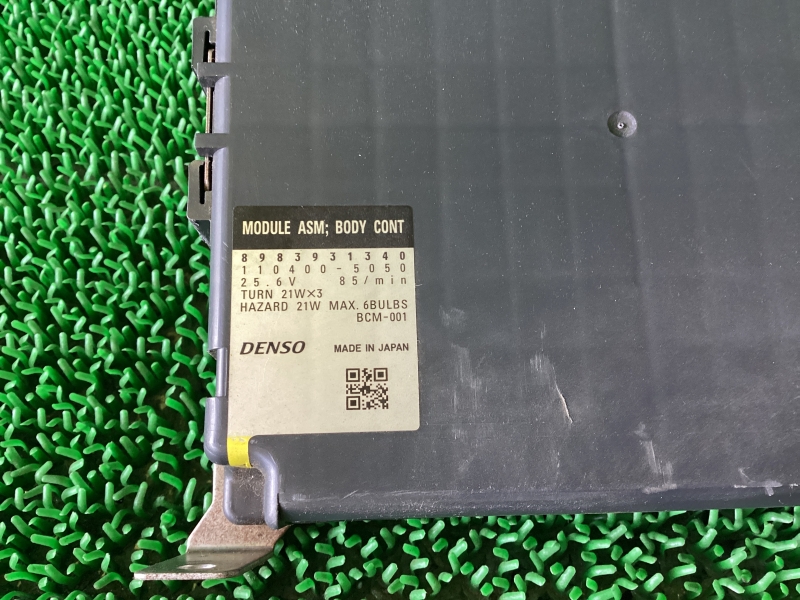 MODULE ASM; BODY CONT
8983931340
110400-5050
25.6V 85/min
TURN 21W×3
HAZARD 21W MAX. 6BULBS
BCM-001
DENSO MADE IN JAPAN